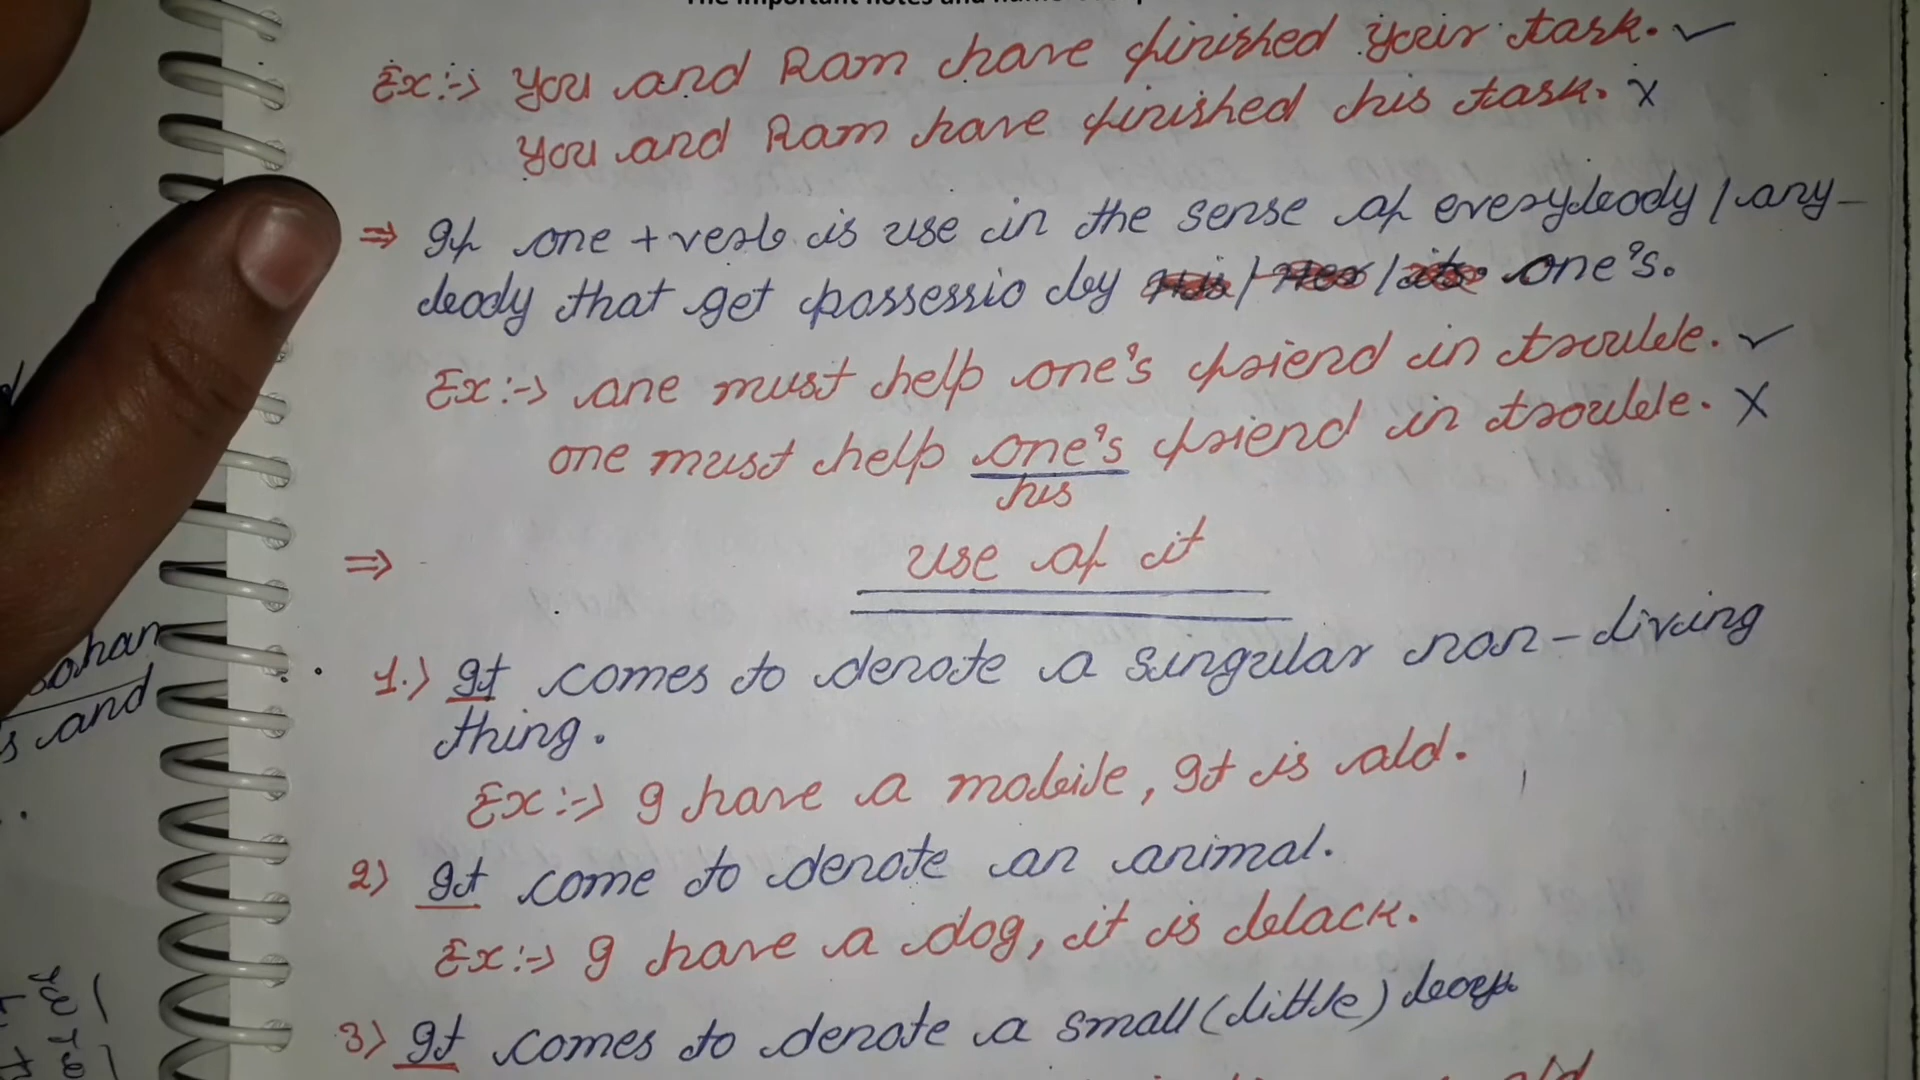 Ex:-> You and Ram have finished your task. ✓
You and Ram have finished his task. x
⇒ If one + verb is use in the sense of everybody / any-
body that get possessio by His / Her / its one's.
Ex:-> one must help one's friend in trouble. ✓
one must help one's friend in trouble. X
his
⇒ use of it
1.) It comes to denote a singular non-living
thing.
Ex:-> I have a mobile, It is old.
2) It come to denote an animal.
Ex:-> I have a dog, it is black.
3) It comes to denote a small (little)